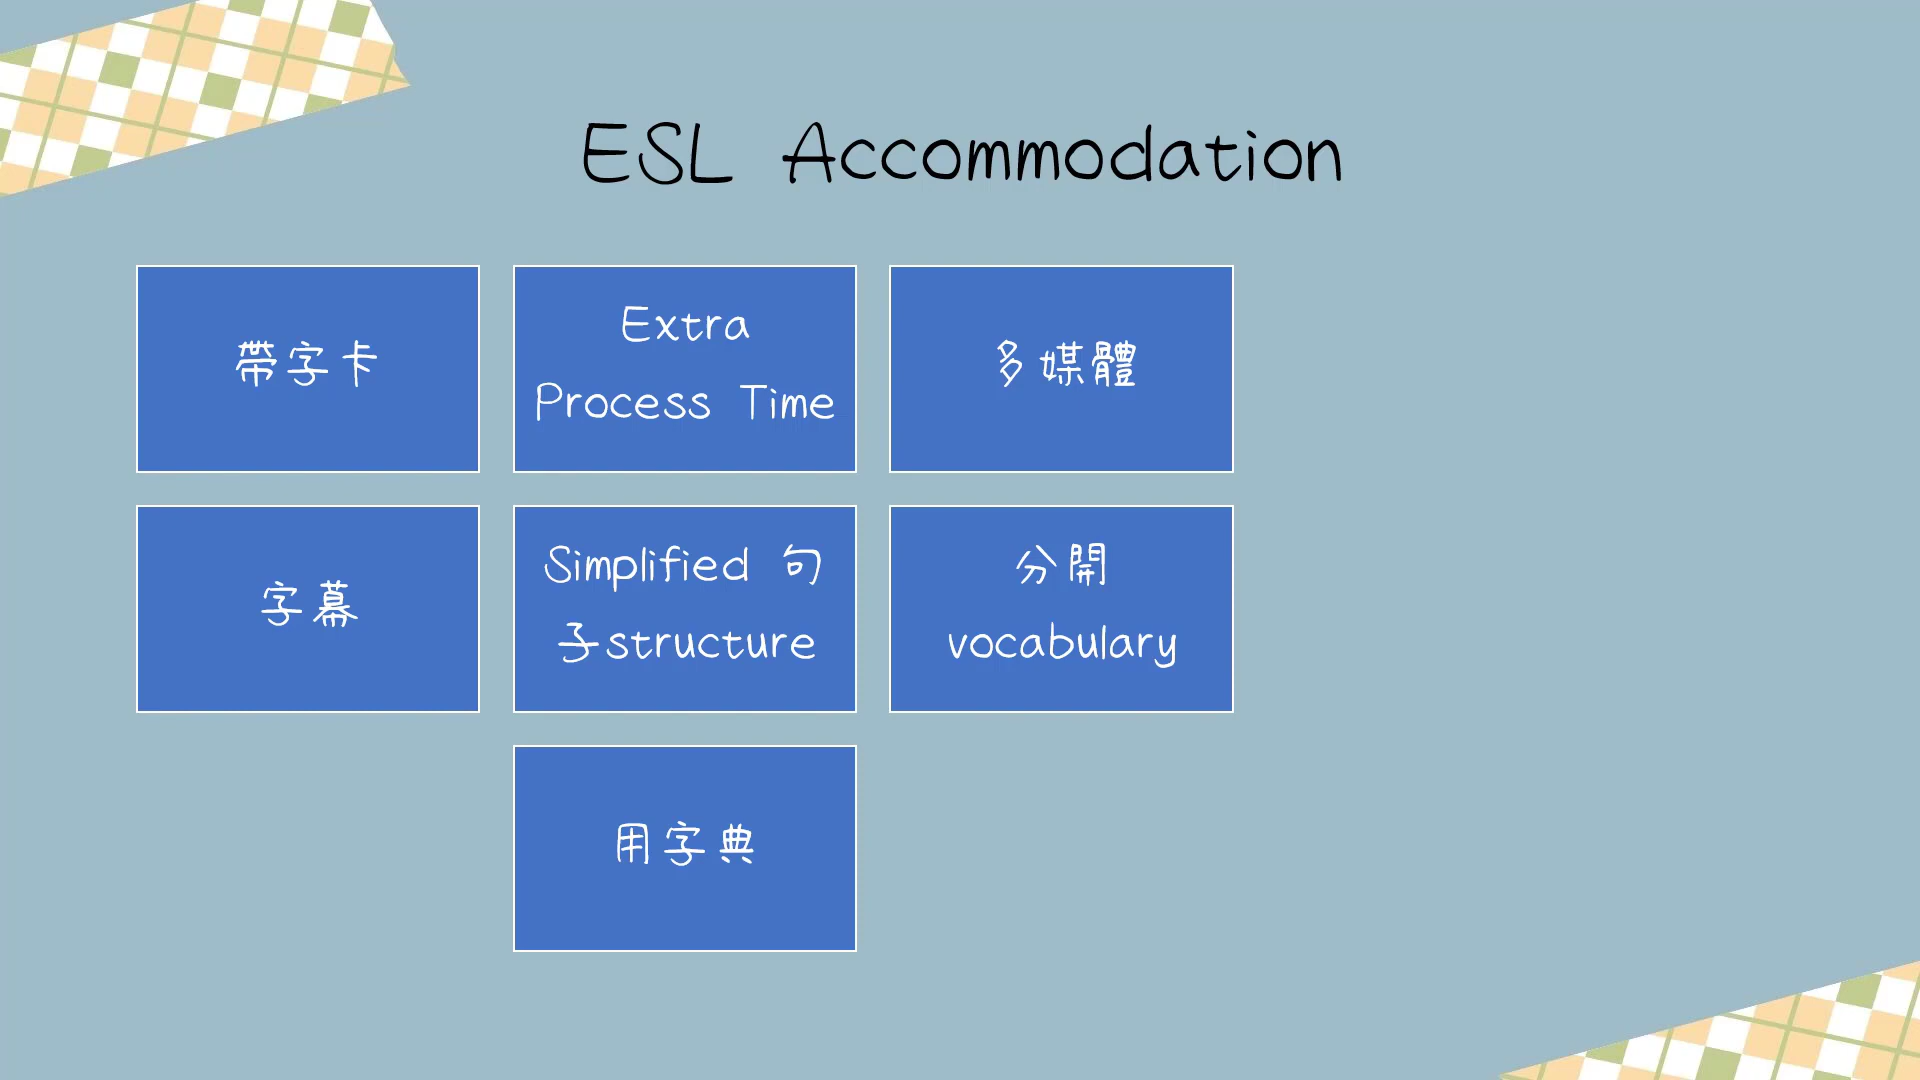 ESL Accommodation
帶字卡
Extra
Process Time
多媒體
字幕
Simplified 句
子structure
分開
vocabulary
用字典